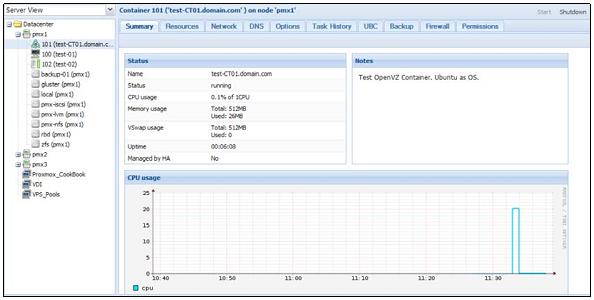 Server View
Container 101 ('test-CT01.domain.com' ) on node 'pmx1'
Start Shutdown
Datacenter
pmx1
101 (test-CT01.domain.c...
100 (test-01)
102 (test-02)
backup-01 (pmx1)
gluster (pmx1)
local (pmx1)
pmx-iscsi (pmx1)
pmx-lvm (pmx1)
pmx-nfs (pmx1)
rbd (pmx1)
zfs (pmx1)
pmx2
pmx3
Proxmox_CookBook
VDI
VPS_Pools
Summary Resources Network DNS Options Task History UBC Backup Firewall Permissions
Status
Name test-CT01.domain.com
Status running
CPU usage 0.1% of 1CPU
Memory usage Total: 512MB
Used: 26MB
VSwap usage Total: 512MB
Used: 0
Uptime 00:06:08
Managed by HA No
Notes
Test OpenVZ Container. Ubuntu as OS.
CPU usage
25
20
15
10
5
0
10:40 10:50 11:00 11:10 11:20 11:30
cpu
RRDTOOL / TOBI OETIKER